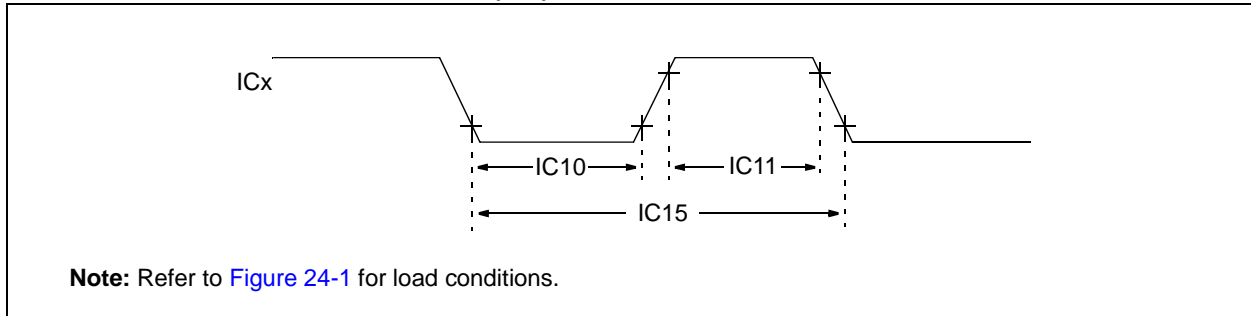 ICx
IC10
IC11
IC15
Note: Refer to Figure 24-1 for load conditions.